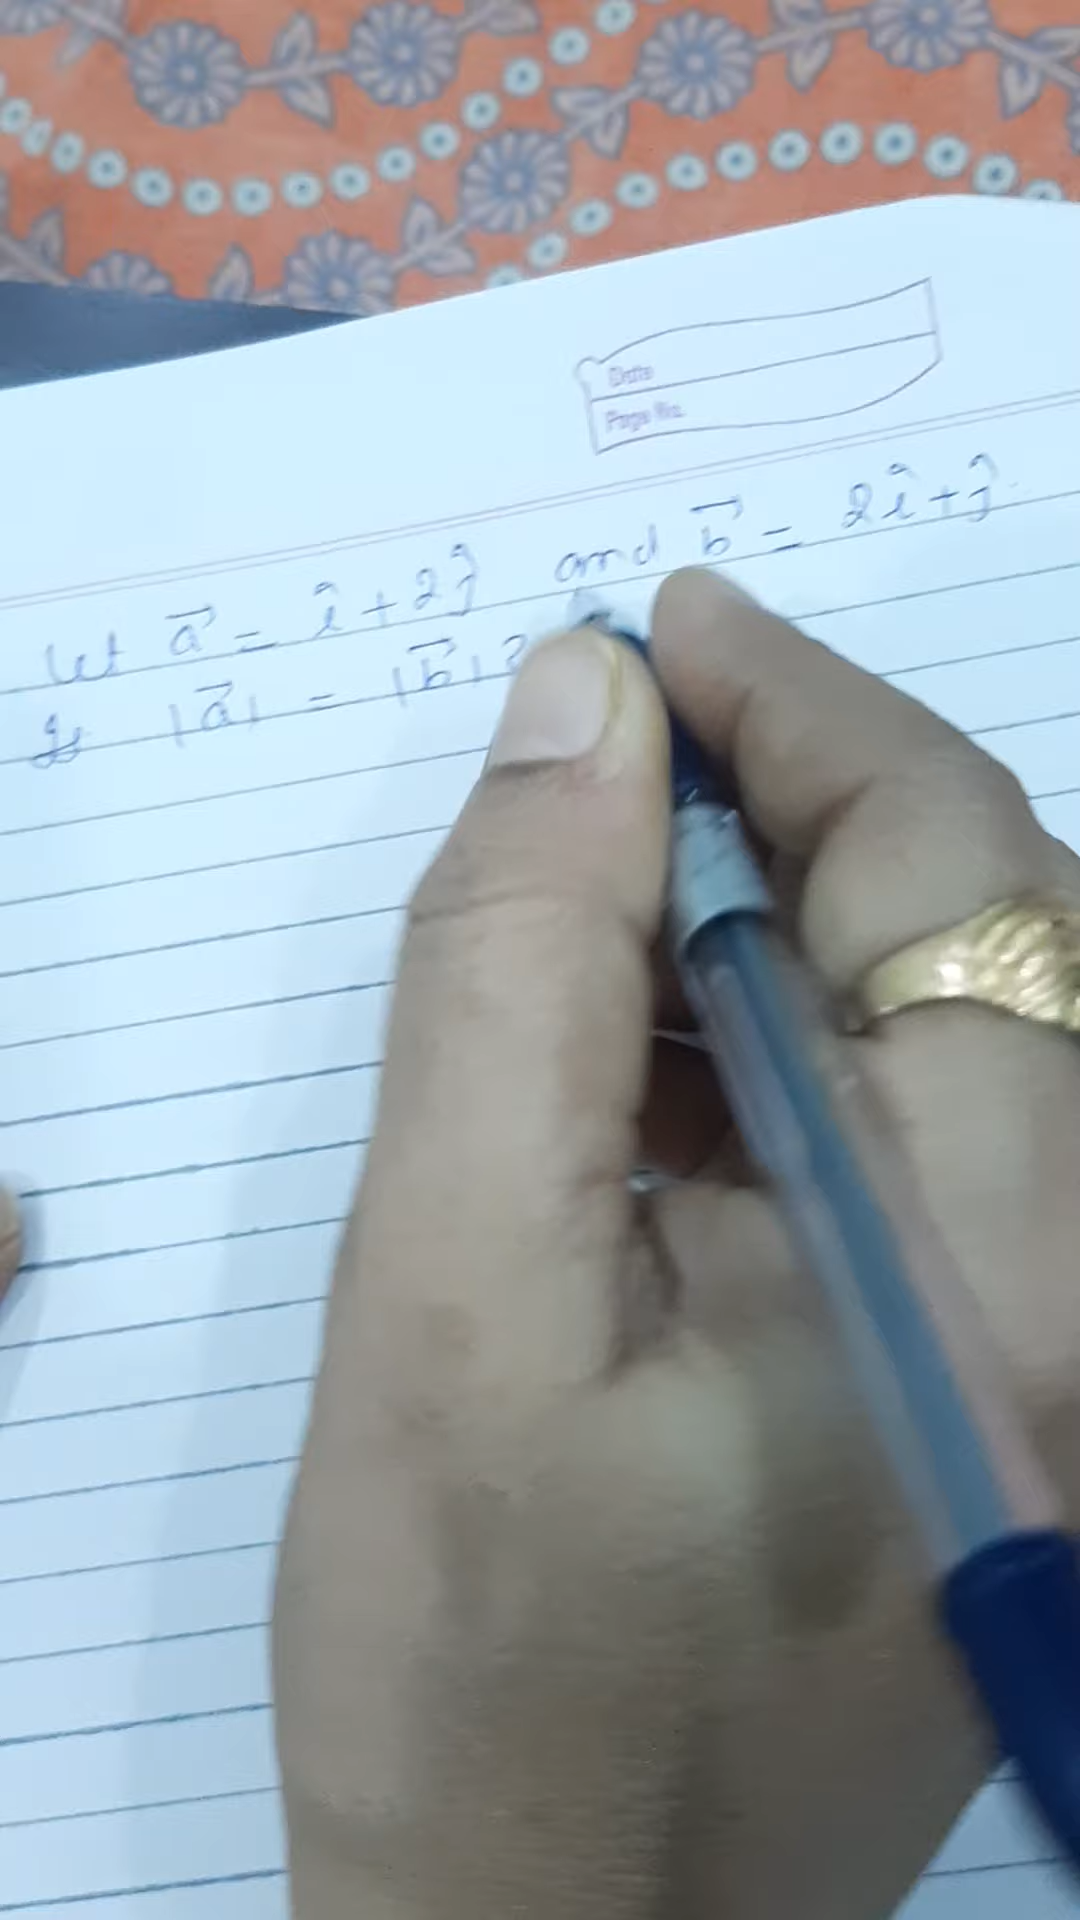 Date
Page No.
Let a⃗ = î + 2ĵ and b⃗ = 2î + ĵ.
Is |a⃗| = |b⃗| ?